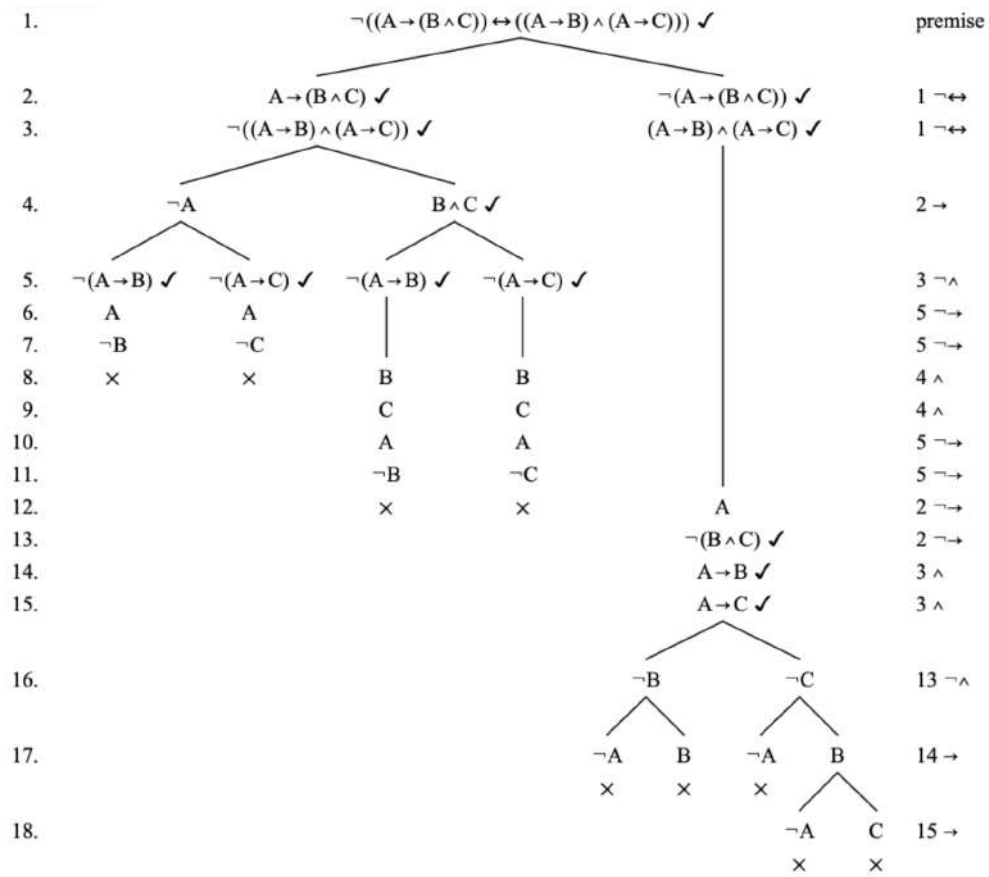 1. ¬((A→(B∧C))↔((A→B)∧(A→C))) ✓ premise
2. A→(B∧C) ✓ ¬(A→(B∧C)) ✓ 1 ¬↔
3. ¬((A→B)∧(A→C)) ✓ (A→B)∧(A→C) ✓ 1 ¬↔
4. ¬A B∧C ✓ 2 →
5. ¬(A→B) ✓ ¬(A→C) ✓ ¬(A→B) ✓ ¬(A→C) ✓ 3 ¬∧
6. A A 5 ¬→
7. ¬B ¬C 5 ¬→
8. × × B B 4 ∧
9. C C 4 ∧
10. A A 5 ¬→
11. ¬B ¬C 5 ¬→
12. × × A 2 ¬→
13. ¬(B∧C) ✓ 2 ¬→
14. A→B ✓ 3 ∧
15. A→C ✓ 3 ∧
16. ¬B ¬C 13 ¬∧
17. ¬A B ¬A B 14 →
× × ×
18. ¬A C 15 →
× ×